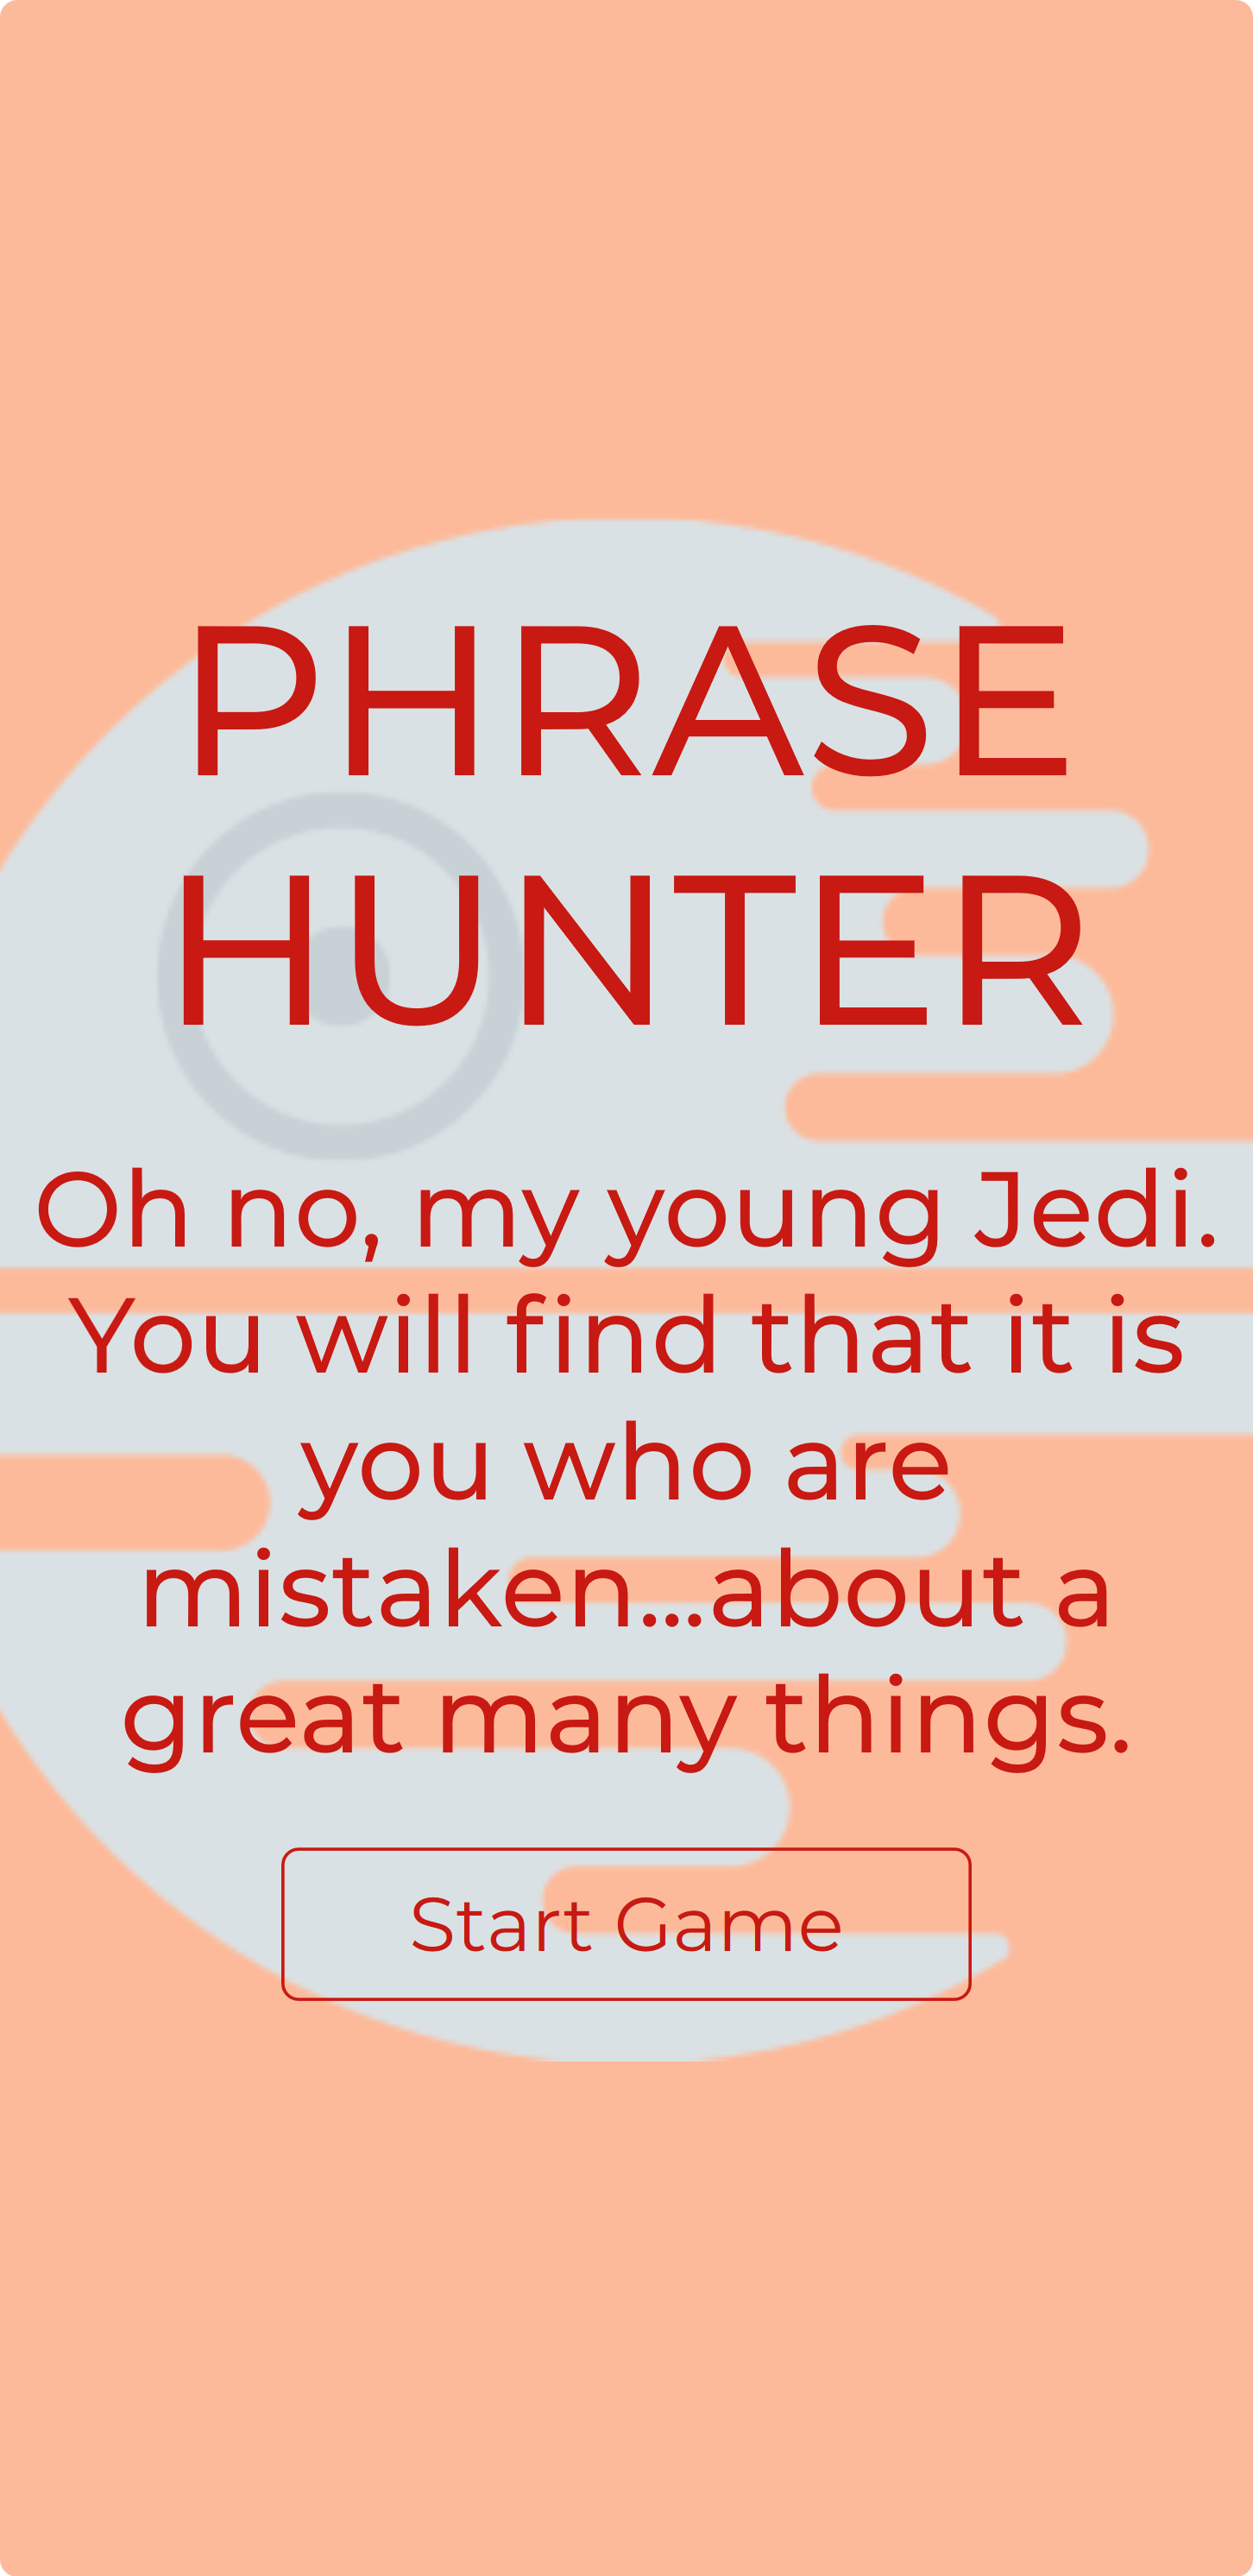 PHRASE
HUNTER
Oh no, my young Jedi.
You will find that it is
you who are
mistaken...about a
great many things.
Start Game